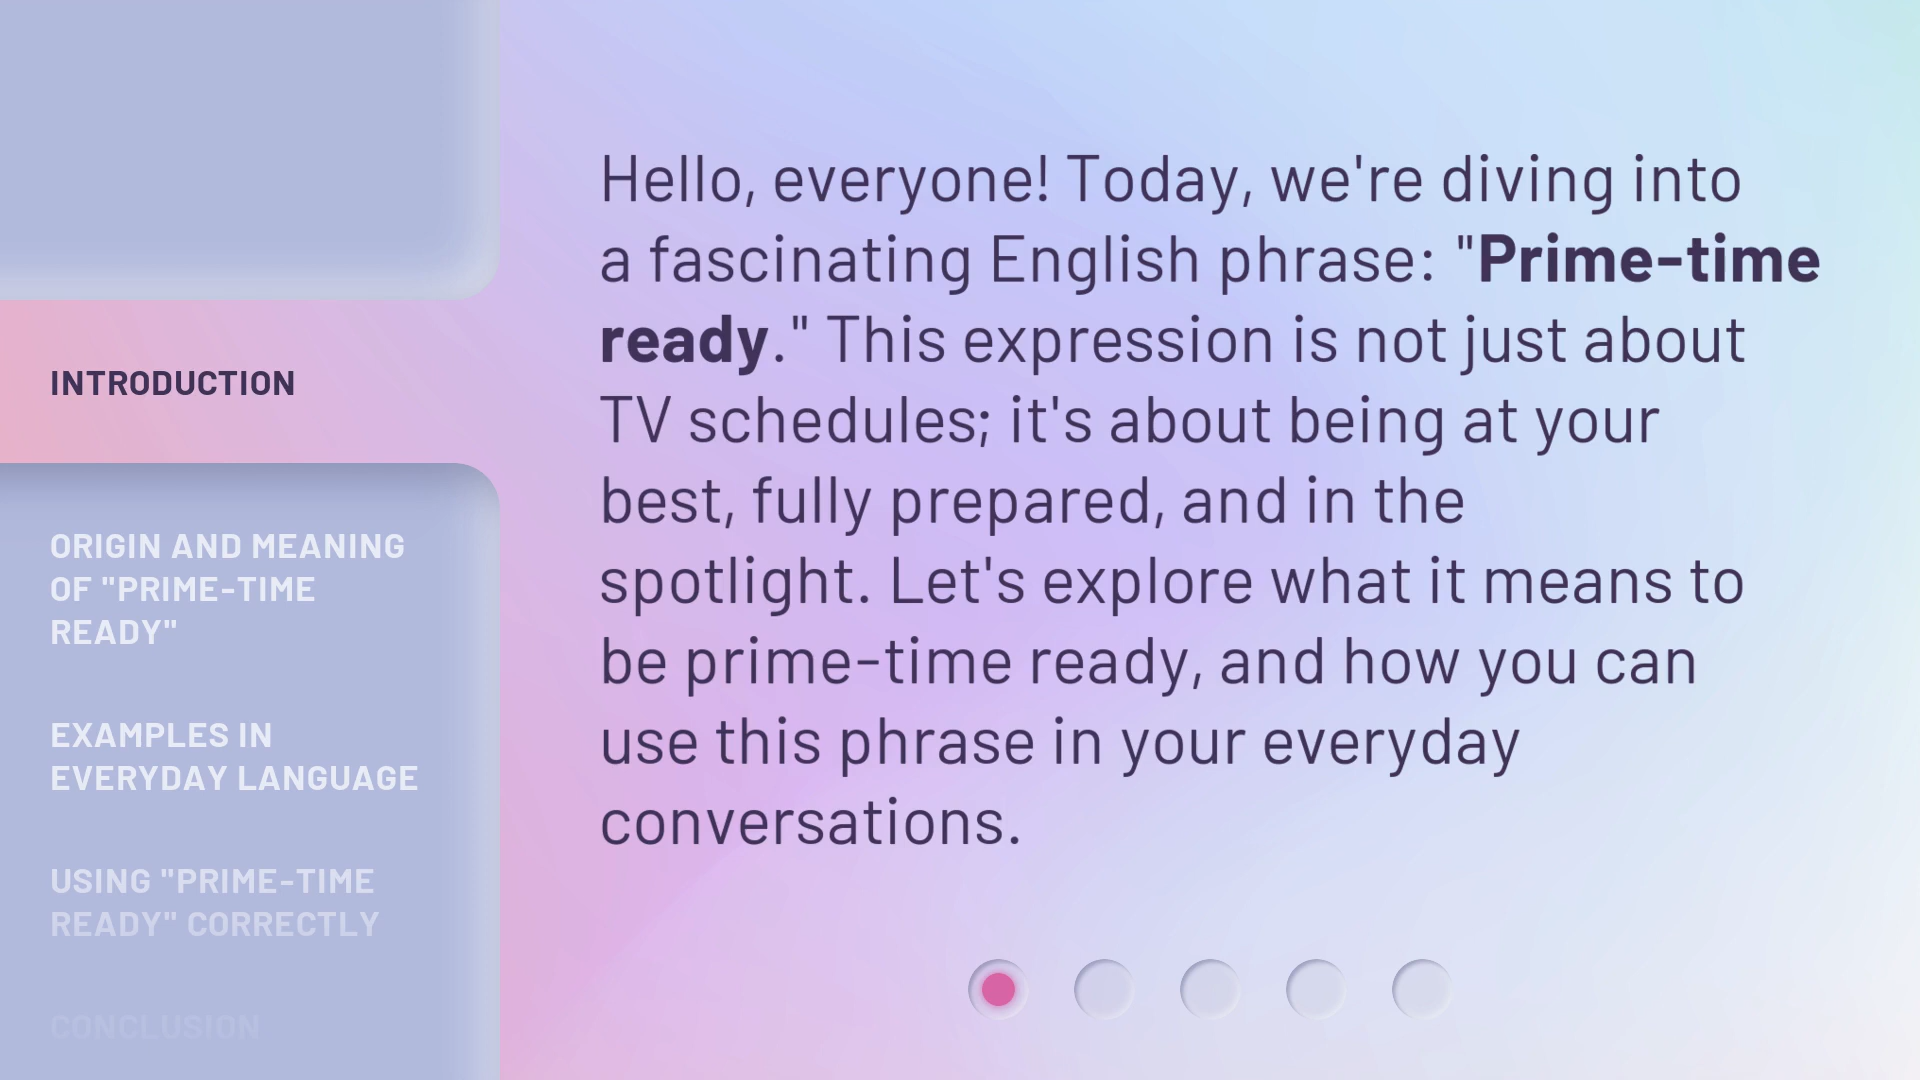 INTRODUCTION
ORIGIN AND MEANING
OF "PRIME-TIME
READY"
EXAMPLES IN
EVERYDAY LANGUAGE
USING "PRIME-TIME
READY" CORRECTLY
CONCLUSION
Hello, everyone! Today, we're diving into
a fascinating English phrase: "Prime-time
ready." This expression is not just about
TV schedules; it's about being at your
best, fully prepared, and in the
spotlight. Let's explore what it means to
be prime-time ready, and how you can
use this phrase in your everyday
conversations.